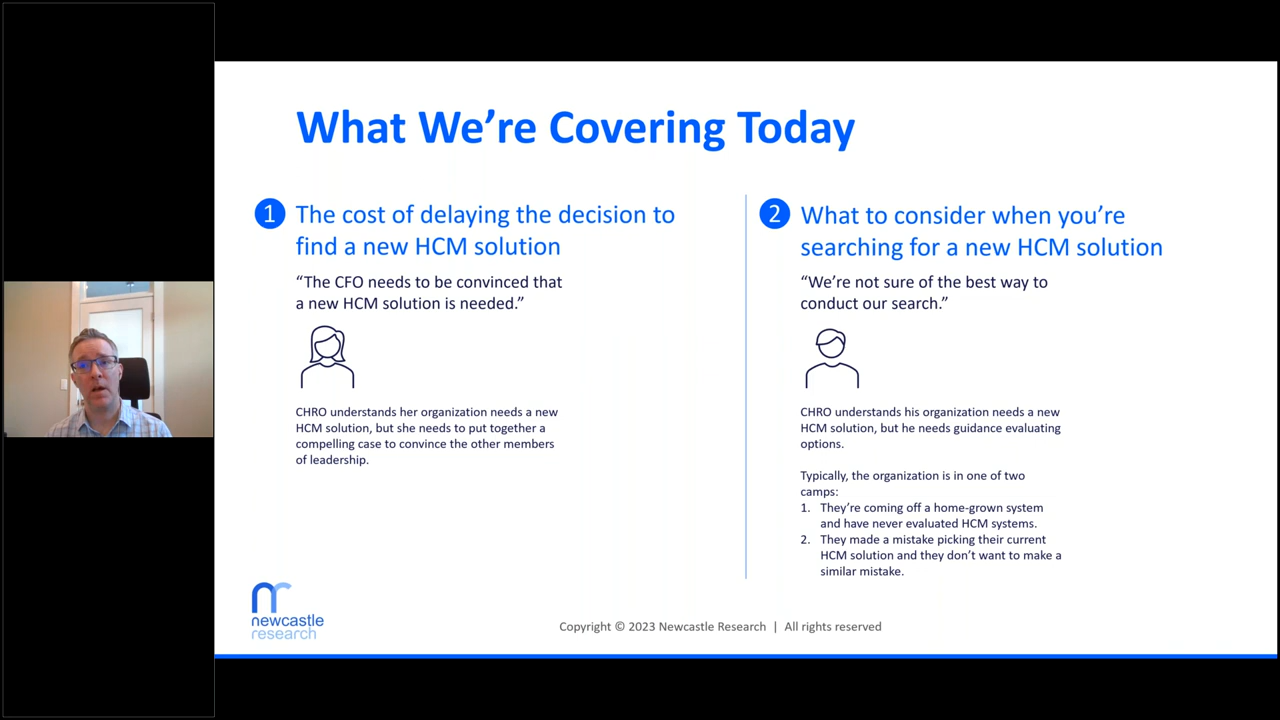 What We’re Covering Today
1 The cost of delaying the decision to
find a new HCM solution
“The CFO needs to be convinced that
a new HCM solution is needed.”
CHRO understands her organization needs a new
HCM solution, but she needs to put together a
compelling case to convince the other members
of leadership.
2 What to consider when you’re
searching for a new HCM solution
“We’re not sure of the best way to
conduct our search.”
CHRO understands his organization needs a new
HCM solution, but he needs guidance evaluating
options.
Typically, the organization is in one of two
camps:
1. They’re coming off a home-grown system
and have never evaluated HCM systems.
2. They made a mistake picking their current
HCM solution and they don’t want to make a
similar mistake.
newcastle
research
Copyright © 2023 Newcastle Research | All rights reserved